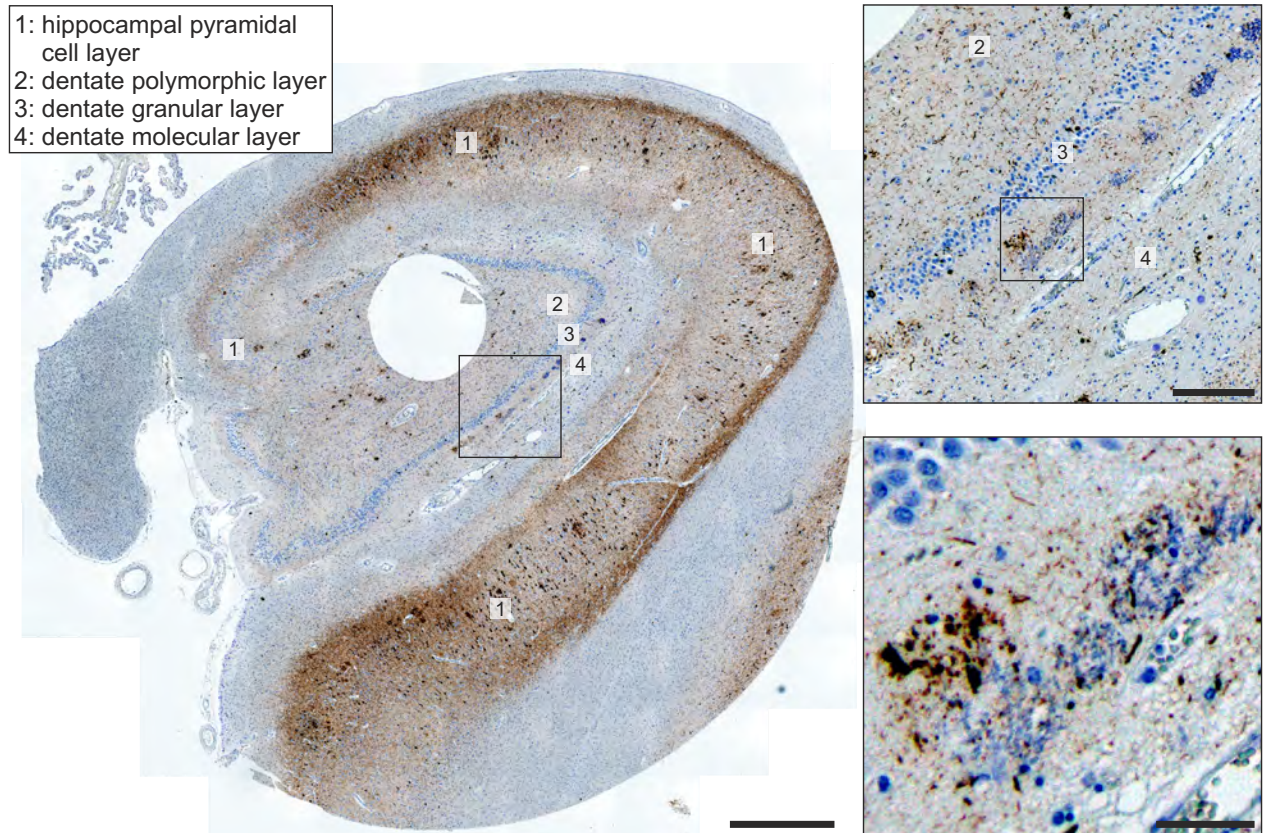 1: hippocampal pyramidal
cell layer
2: dentate polymorphic layer
3: dentate granular layer
4: dentate molecular layer
1
1
1
1
2
3
4
2
3
4